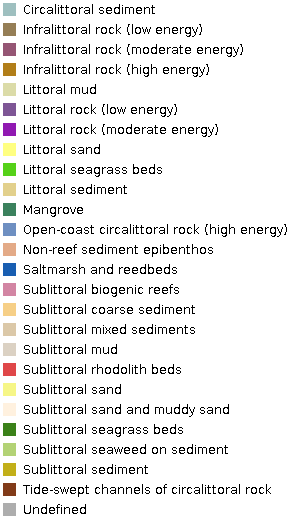 Circalittoral sediment
Infralittoral rock (low energy)
Infralittoral rock (moderate energy)
Infralittoral rock (high energy)
Littoral mud
Littoral rock (low energy)
Littoral rock (moderate energy)
Littoral sand
Littoral seagrass beds
Littoral sediment
Mangrove
Open-coast circalittoral rock (high energy)
Non-reef sediment epibenthos
Saltmarsh and reedbeds
Sublittoral biogenic reefs
Sublittoral coarse sediment
Sublittoral mixed sediments
Sublittoral mud
Sublittoral rhodolith beds
Sublittoral sand
Sublittoral sand and muddy sand
Sublittoral seagrass beds
Sublittoral seaweed on sediment
Sublittoral sediment
Tide-swept channels of circalittoral rock
Undefined